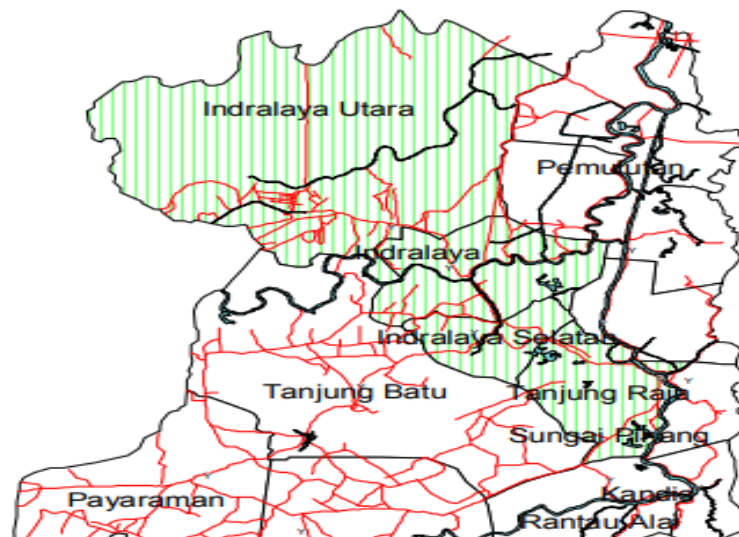 Indralaya Utara
Pemulutan
Indralaya
Indralaya Selatan
Tanjung Batu
Tanjung Raja
Sungai Pinang
Payaraman
Kandis
Rantau Alai